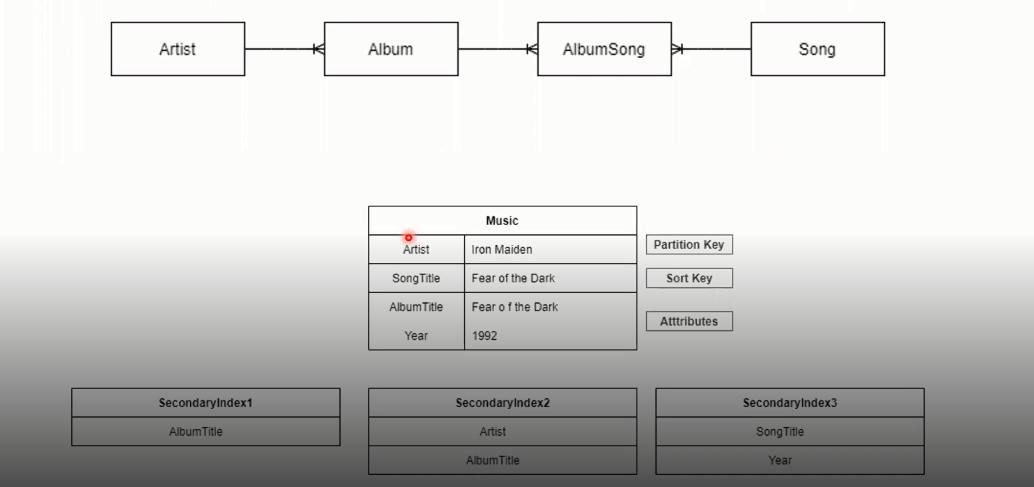 Artist Album AlbumSong Song
Music
Artist Iron Maiden Partition Key
SongTitle Fear of the Dark Sort Key
AlbumTitle Fear o f the Dark
Atttributes
Year 1992
SecondaryIndex1 SecondaryIndex2 SecondaryIndex3
AlbumTitle Artist SongTitle
AlbumTitle Year